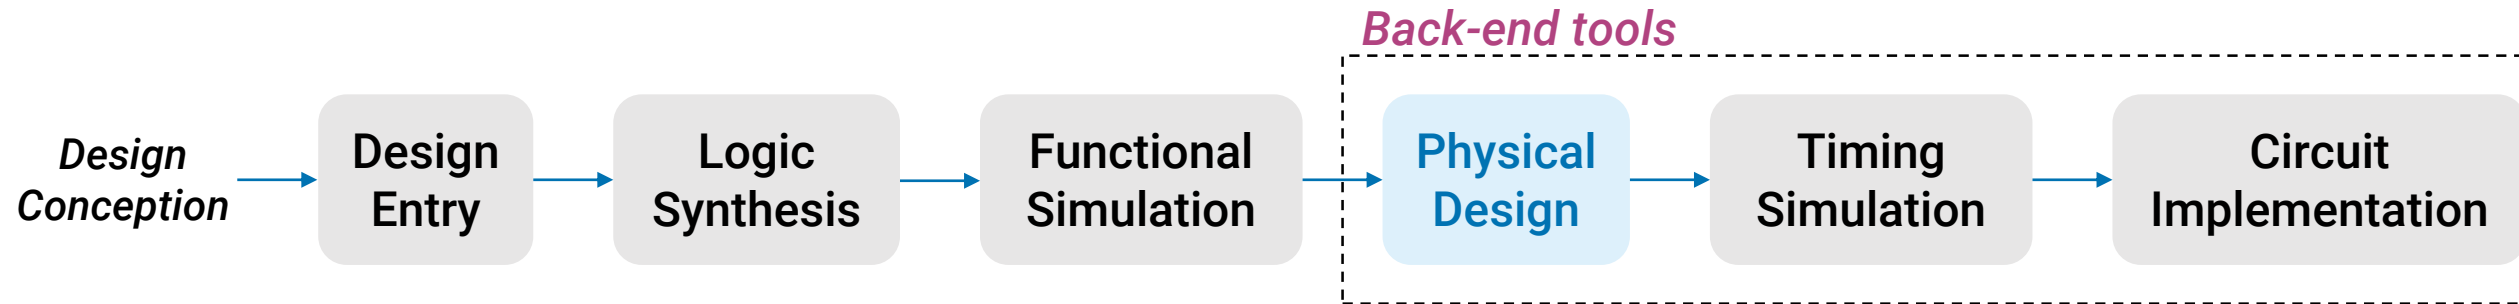 Back-end tools
Design
Conception
Design
Entry
Logic
Synthesis
Functional
Simulation
Physical
Design
Timing
Simulation
Circuit
Implementation